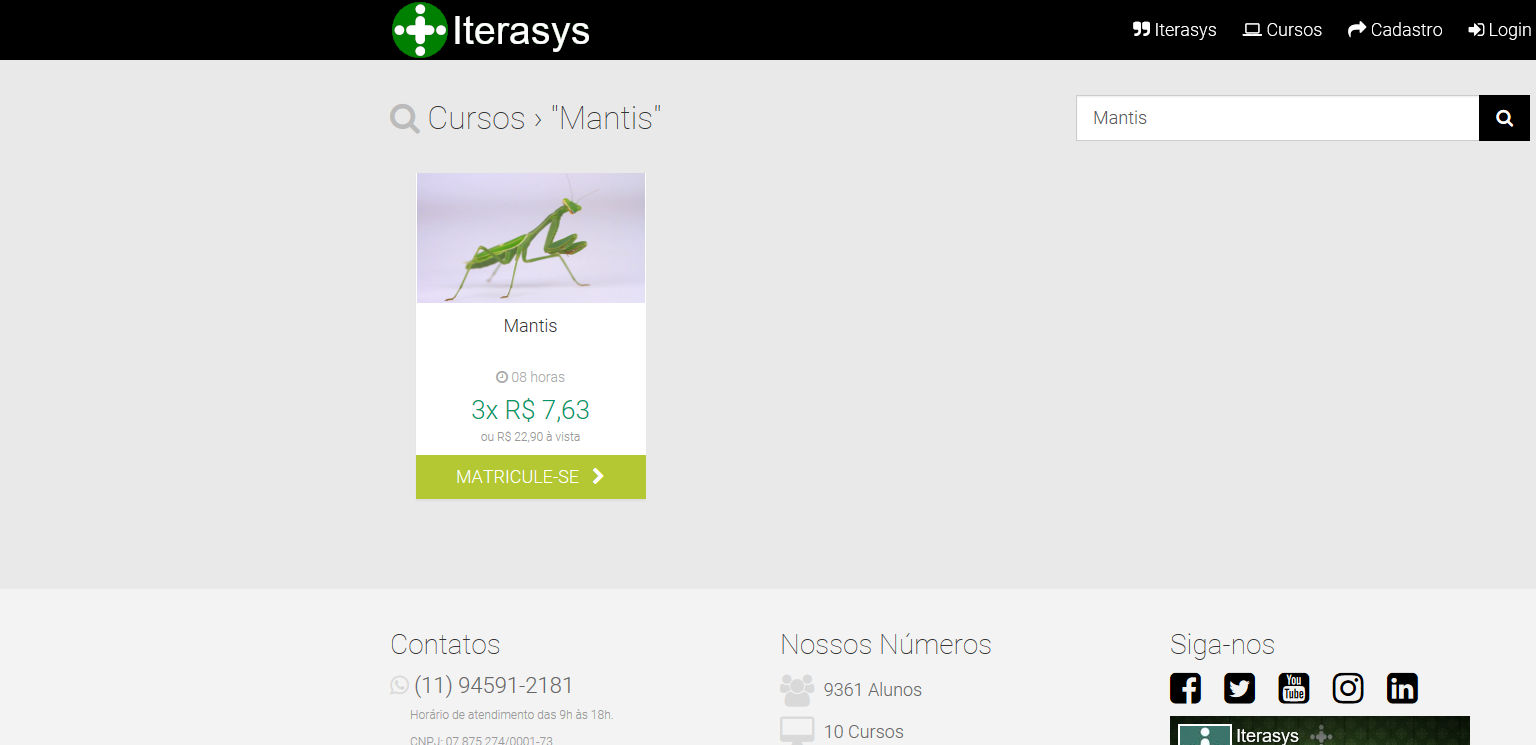 Iterasys
Iterasys
Cursos
Cadastro
Login
Cursos › "Mantis"
Mantis
Mantis
08 horas
3x R$ 7,63
ou R$ 22,90 à vista
MATRICULE-SE
Contatos
(11) 94591-2181
Horário de atendimento das 9h às 18h.
CNPJ: 07.875.274/0001-73
Nossos Números
9361 Alunos
10 Cursos
Siga-nos
You
Tube
in
Iterasys